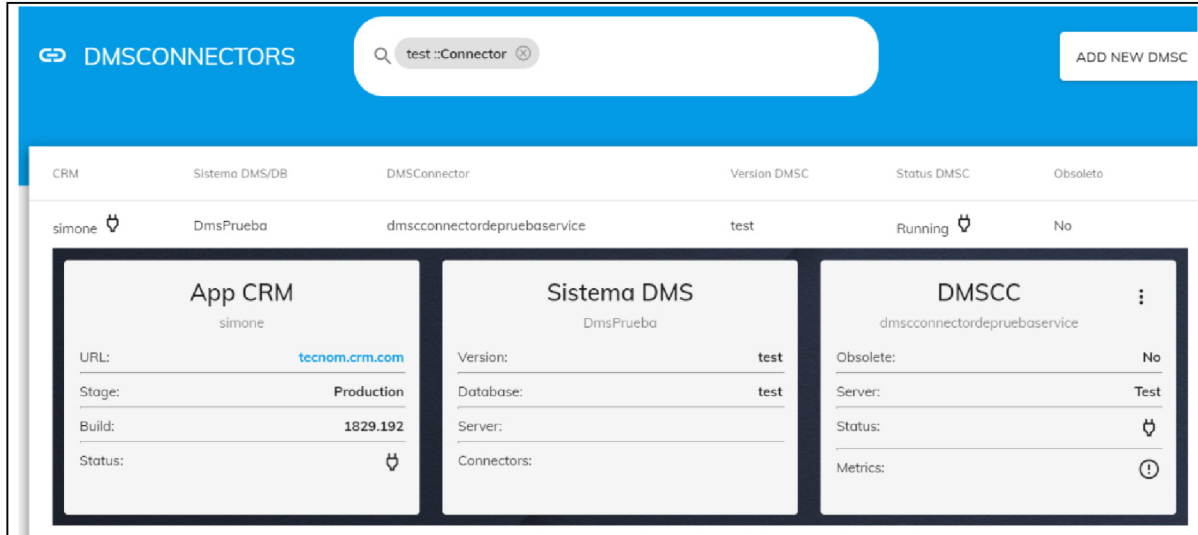 DMSCONNECTORS
test ::Connector
ADD NEW DMSC
CRM Sistema DMS/DB DMSConnector Version DMSC Status DMSC Obsoleto
simone DmsPrueba dmscconnectordepruebaservice test Running No
App CRM
simone
URL: tecnom.crm.com
Stage: Production
Build: 1829.192
Status:
Sistema DMS
DmsPrueba
Version: test
Database: test
Server:
Connectors:
DMSCC
dmscconnectordepruebaservice
Obsolete: No
Server: Test
Status:
Metrics: